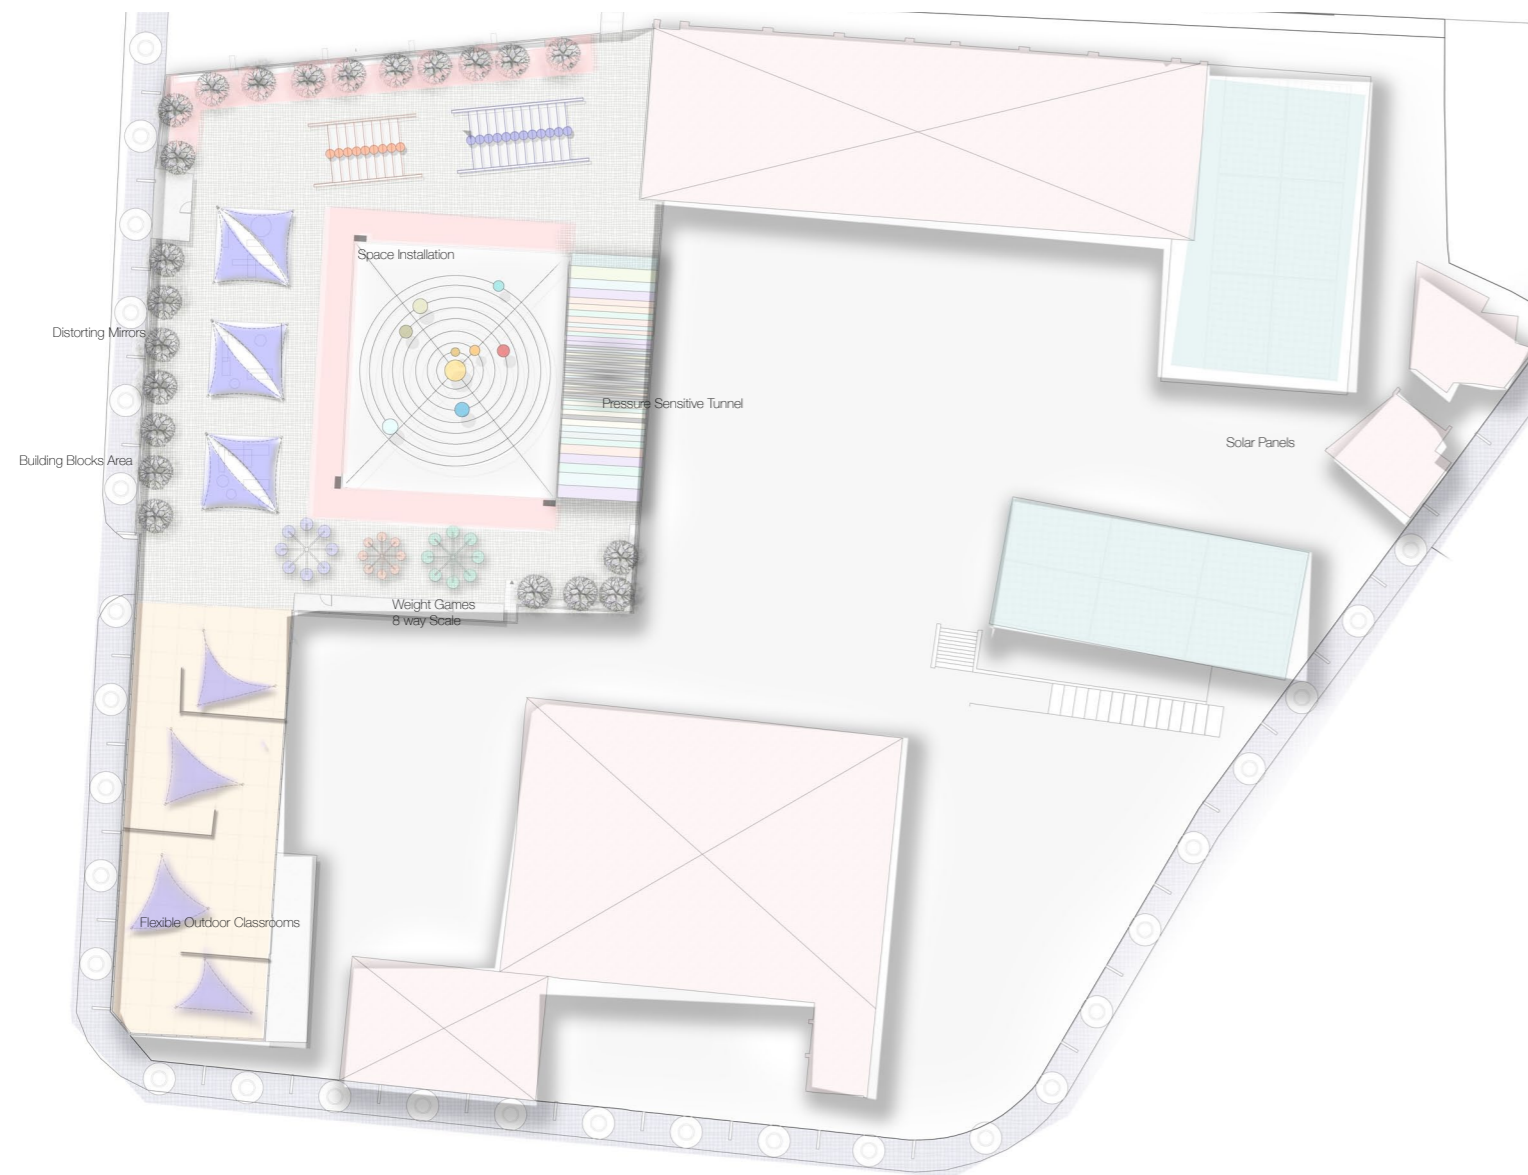 Space Installation
Distorting Mirrors
Pressure Sensitive Tunnel
Solar Panels
Building Blocks Area
Weight Games
8 way Scale
Flexible Outdoor Classrooms